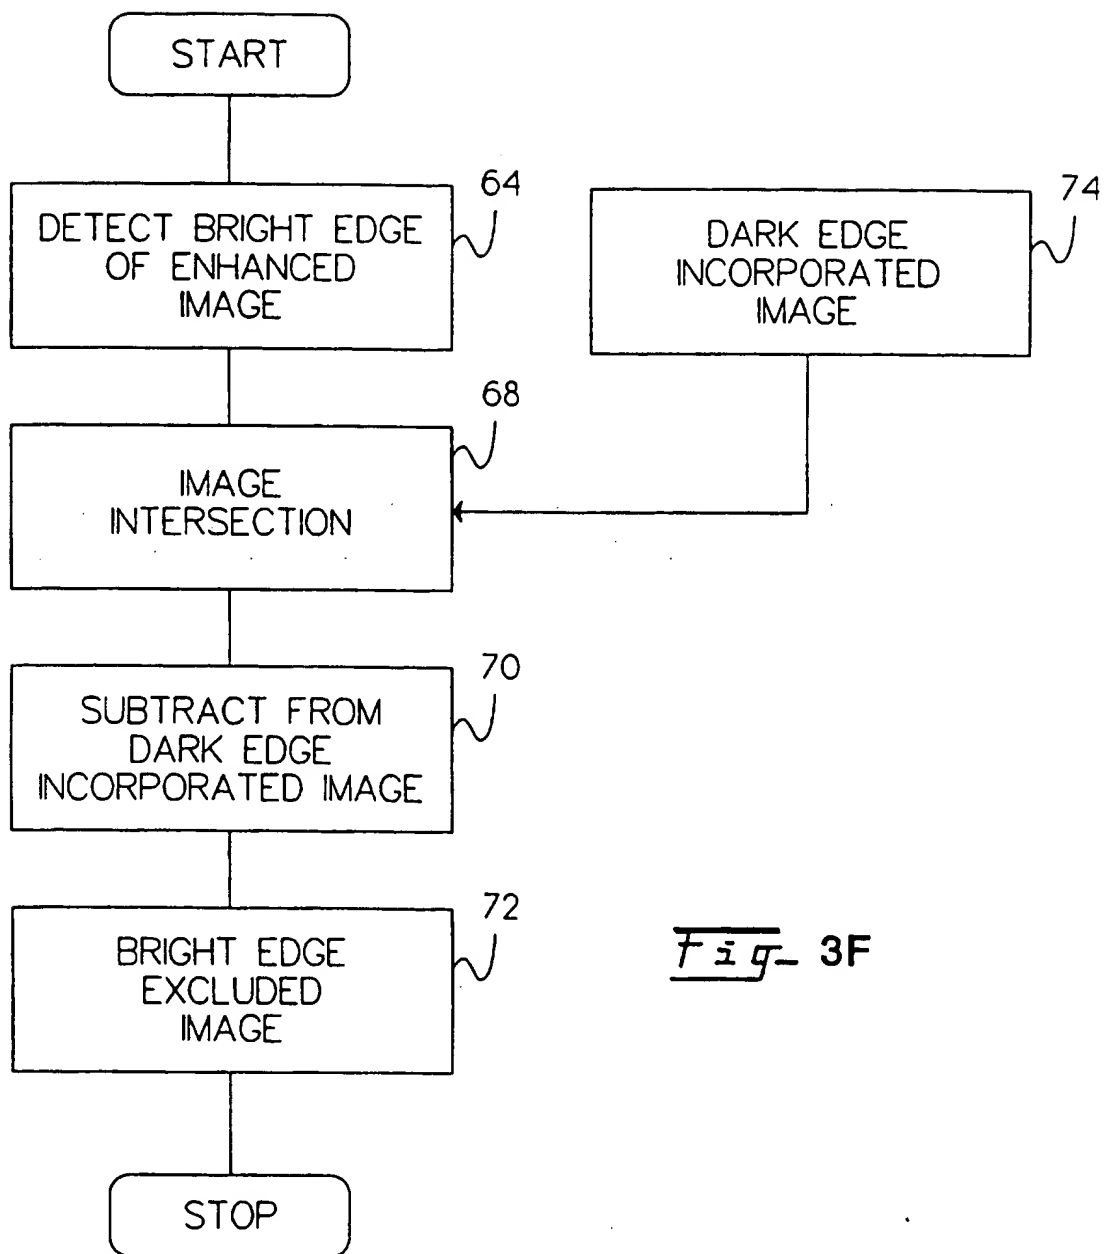 START
64
DETECT BRIGHT EDGE
OF ENHANCED
IMAGE
74
DARK EDGE
INCORPORATED
IMAGE
68
IMAGE
INTERSECTION
70
SUBTRACT FROM
DARK EDGE
INCORPORATED IMAGE
72
BRIGHT EDGE
EXCLUDED
IMAGE
Fig_ 3F
STOP